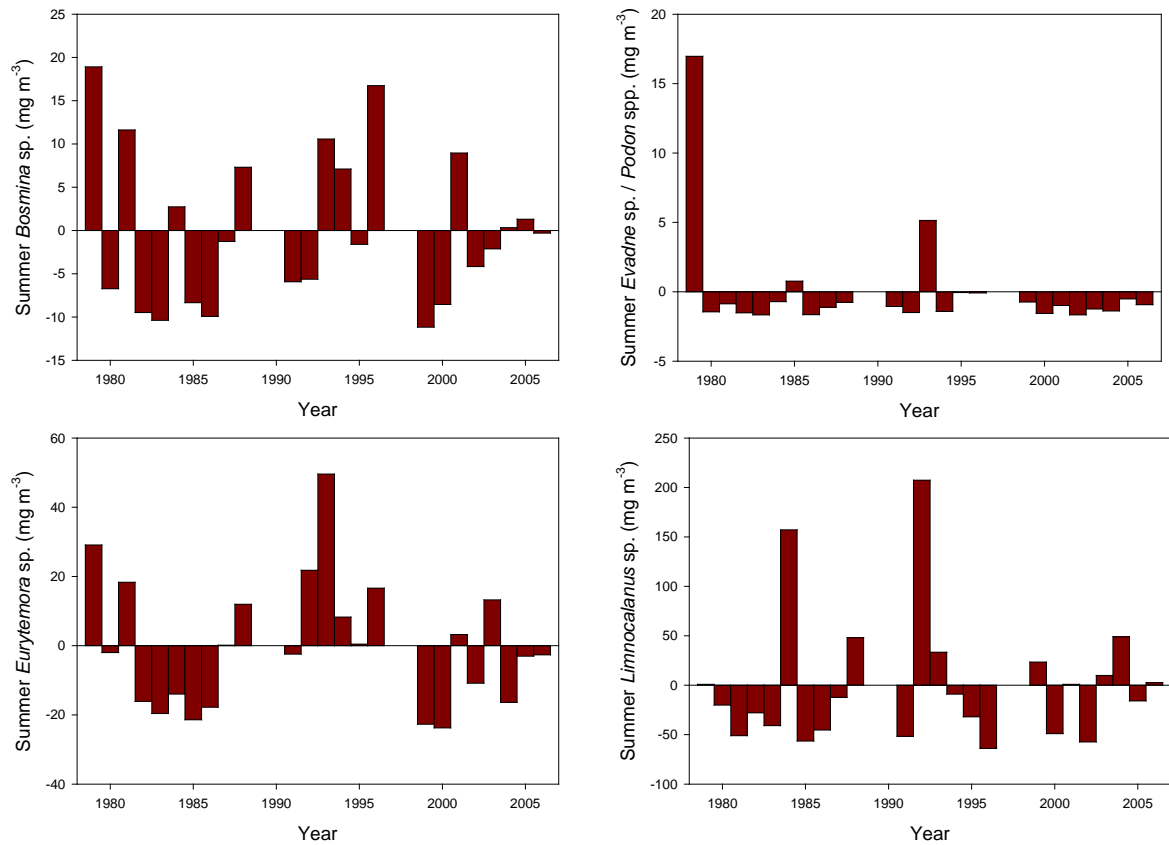 Summer Bosmina sp. (mg m-3)
25
20
15
10
5
0
-5
-10
-15
1980 1985 1990 1995 2000 2005
Year
Summer Evadne sp. / Podon spp. (mg m-3)
20
15
10
5
0
-5
1980 1985 1990 1995 2000 2005
Year
Summer Eurytemora sp. (mg m-3)
60
40
20
0
-20
-40
1980 1985 1990 1995 2000 2005
Year
Summer Limnocalanus sp. (mg m-3)
250
200
150
100
50
0
-50
-100
1980 1985 1990 1995 2000 2005
Year